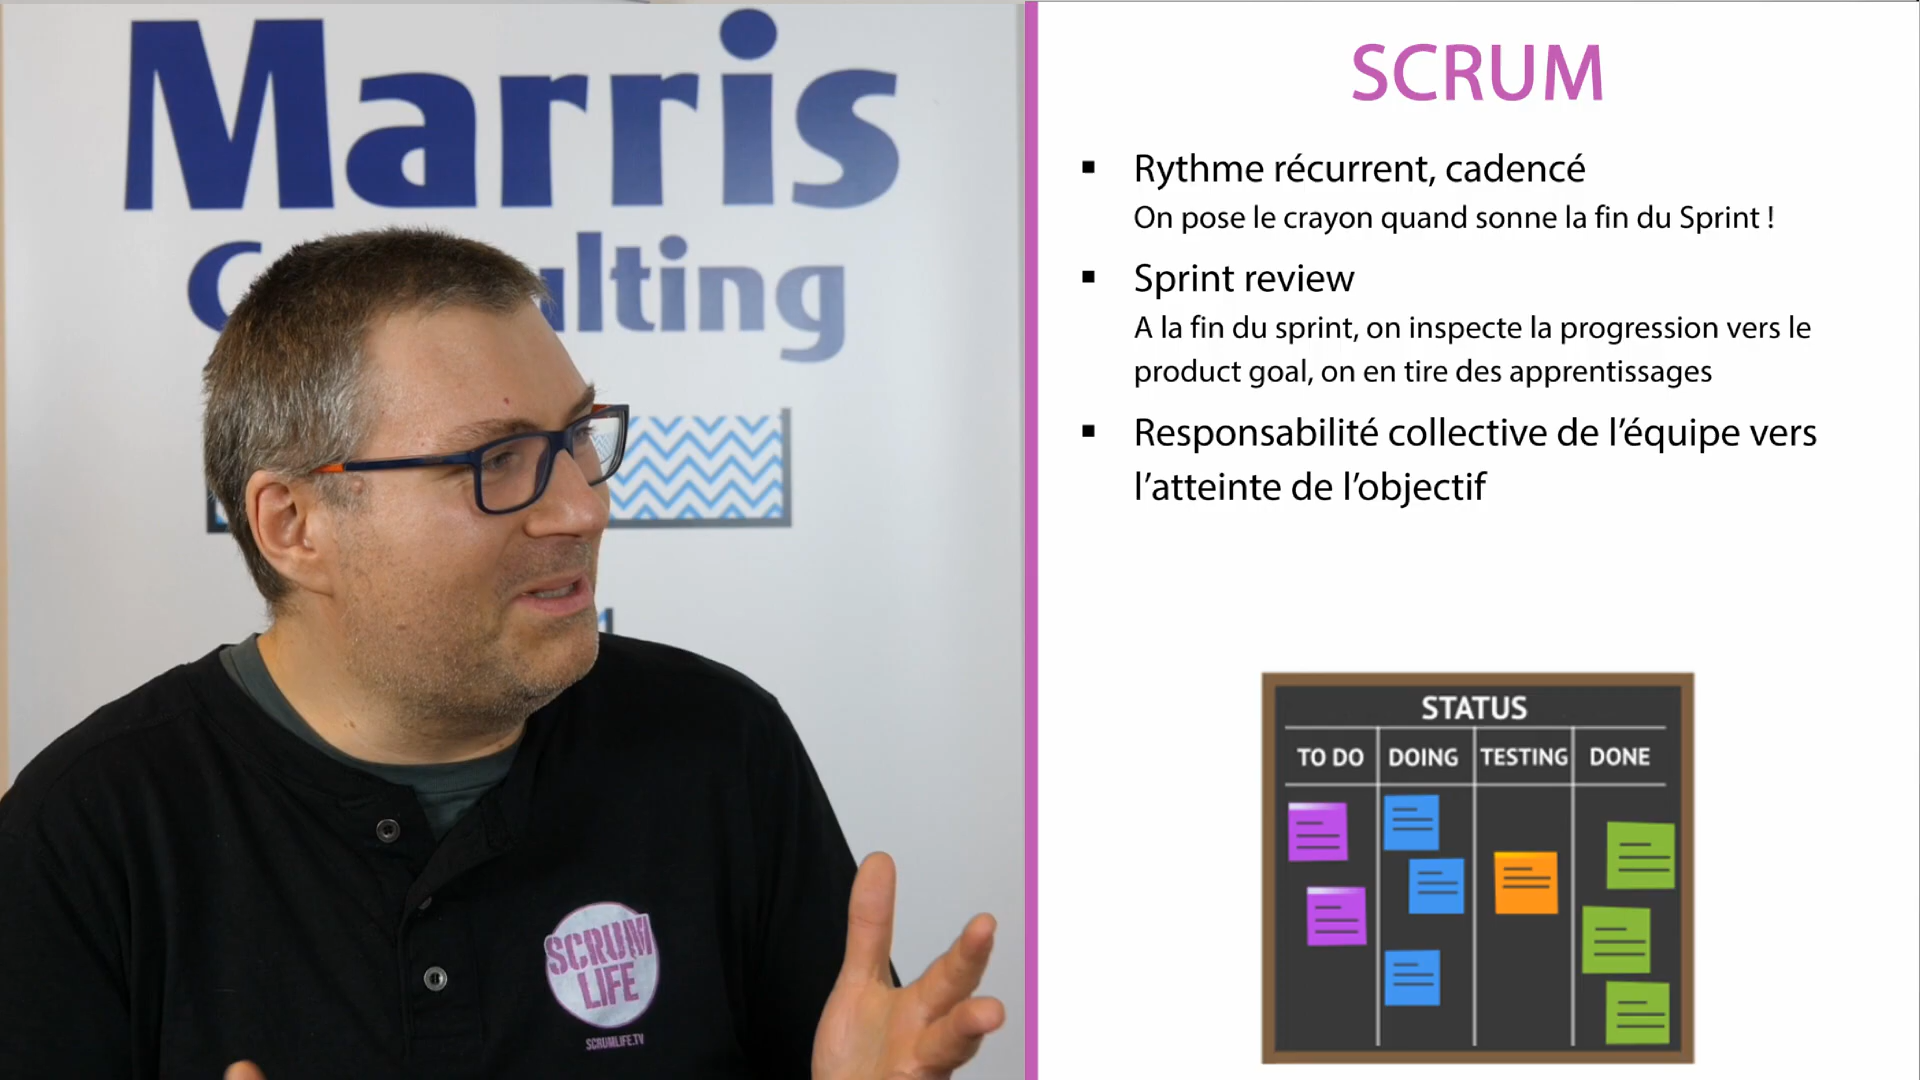 Marris
SCRUM
LIFE
SCRUMLIFE.TV
SCRUM
▪ Rythme récurrent, cadencé
On pose le crayon quand sonne la fin du Sprint !
▪ Sprint review
A la fin du sprint, on inspecte la progression vers le
product goal, on en tire des apprentissages
▪ Responsabilité collective de l’équipe vers
l’atteinte de l’objectif
STATUS
TO DO DOING TESTING DONE